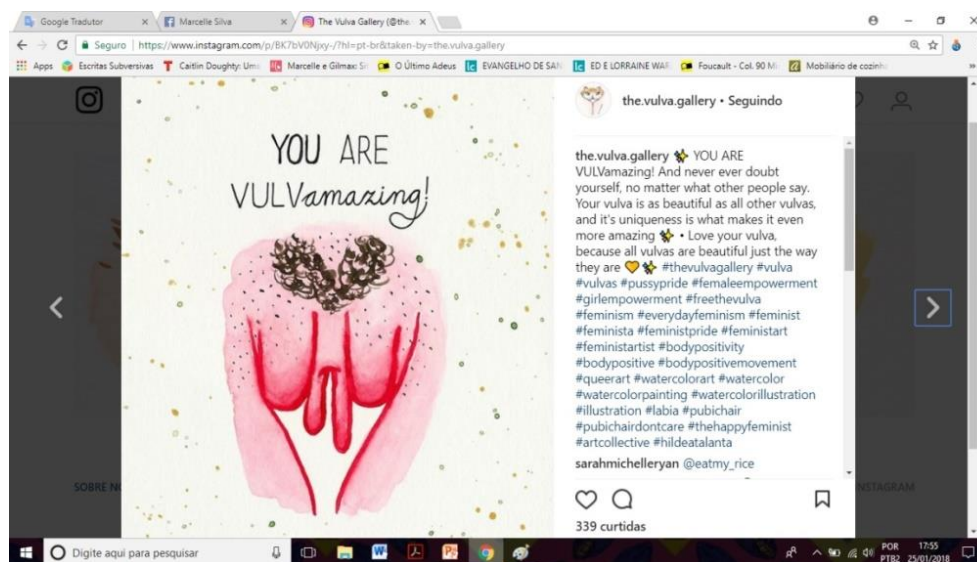 Google Tradutor
Marcelle Silva
The Vulva Gallery (@the.
Seguro | https://www.instagram.com/p/BK7bV0Njxy-/?hl=pt-br&taken-by=the.vulva.gallery
Apps
Escritas Subversivas
Caitlin Doughty: Uma
Marcelle e Gilmax: Si
O Último Adeus
EVANGELHO DE SAN
ED E LORRAINE WAR
Foucault - Col. 90 Mi
Mobiliário de cozinh
YOU ARE
VULVamazing!
the.vulva.gallery • Seguindo
the.vulva.gallery ✨ YOU ARE
VULVamazing! And never ever doubt
yourself, no matter what other people say.
Your vulva is as beautiful as all other vulvas,
and it's uniqueness is what makes it even
more amazing ✨ • Love your vulva,
because all vulvas are beautiful just the way
they are 💛 ✨ #thevulvagallery #vulva
#vulvas #pussypride #femaleempowerment
#girlempowerment #freethevulva
#feminism #everydayfeminism #feminist
#feminista #feministpride #feministart
#feministartist #bodypositivity
#bodypositive #bodypositivemovement
#queerart #watercolorart #watercolor
#watercolorpainting #watercolorillustration
#illustration #labia #pubichair
#pubichairdontcare #thehappyfeminist
#artcollective #hildeatalanta
sarahmichelleryan @eatmy_rice
SOBRE NO
INSTAGRAM
339 curtidas
Digite aqui para pesquisar
POR
PTB2
17:55
25/01/2018